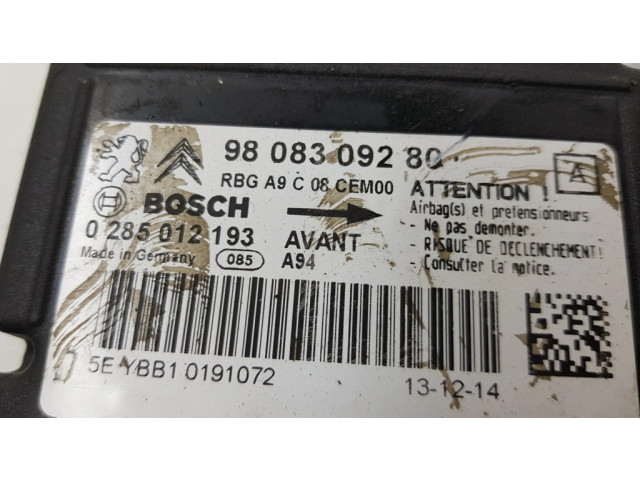 98 083 092 80
RBG A9 C 08 CEM00
BOSCH
0 285 012 193
AVANT
Made in Germany
085
A94
ATTENTION !
A
Airbag(s) et pretensionneurs
- Ne pas demonter.
- RISQUE DE DECLENCHEMENT!
- Consulter la notice.
5E YBB1 0191072
13-12-14